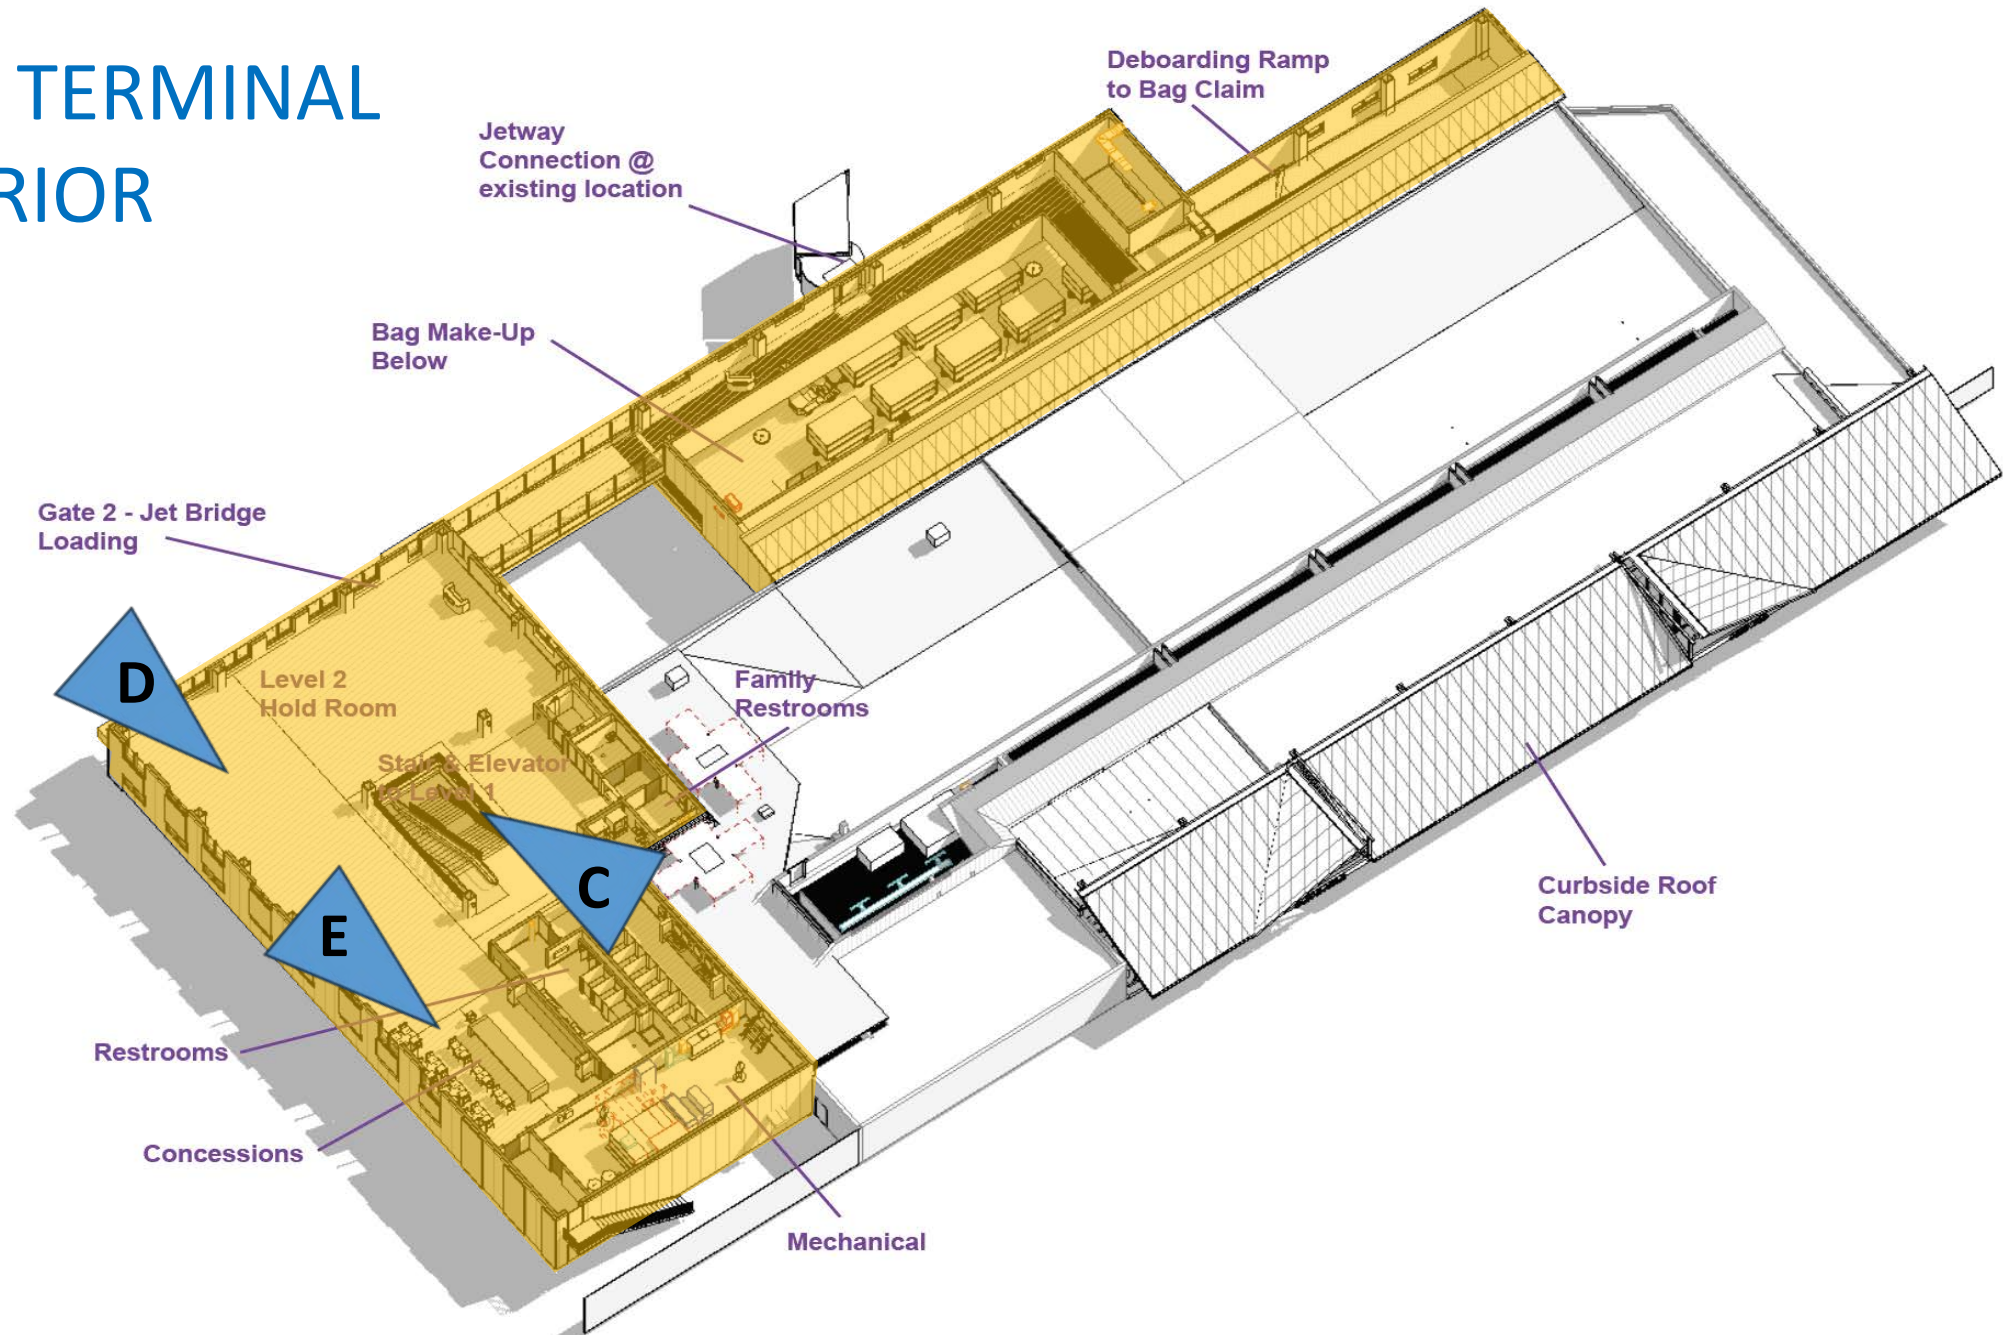 TERMINAL
RIOR
Deboarding Ramp
to Bag Claim
Jetway
Connection @
existing location
Bag Make-Up
Below
Gate 2 - Jet Bridge
Loading
D
Level 2
Hold Room
Family
Restrooms
Stair & Elevator
to Level 1
C
E
Curbside Roof
Canopy
Restrooms
Concessions
Mechanical